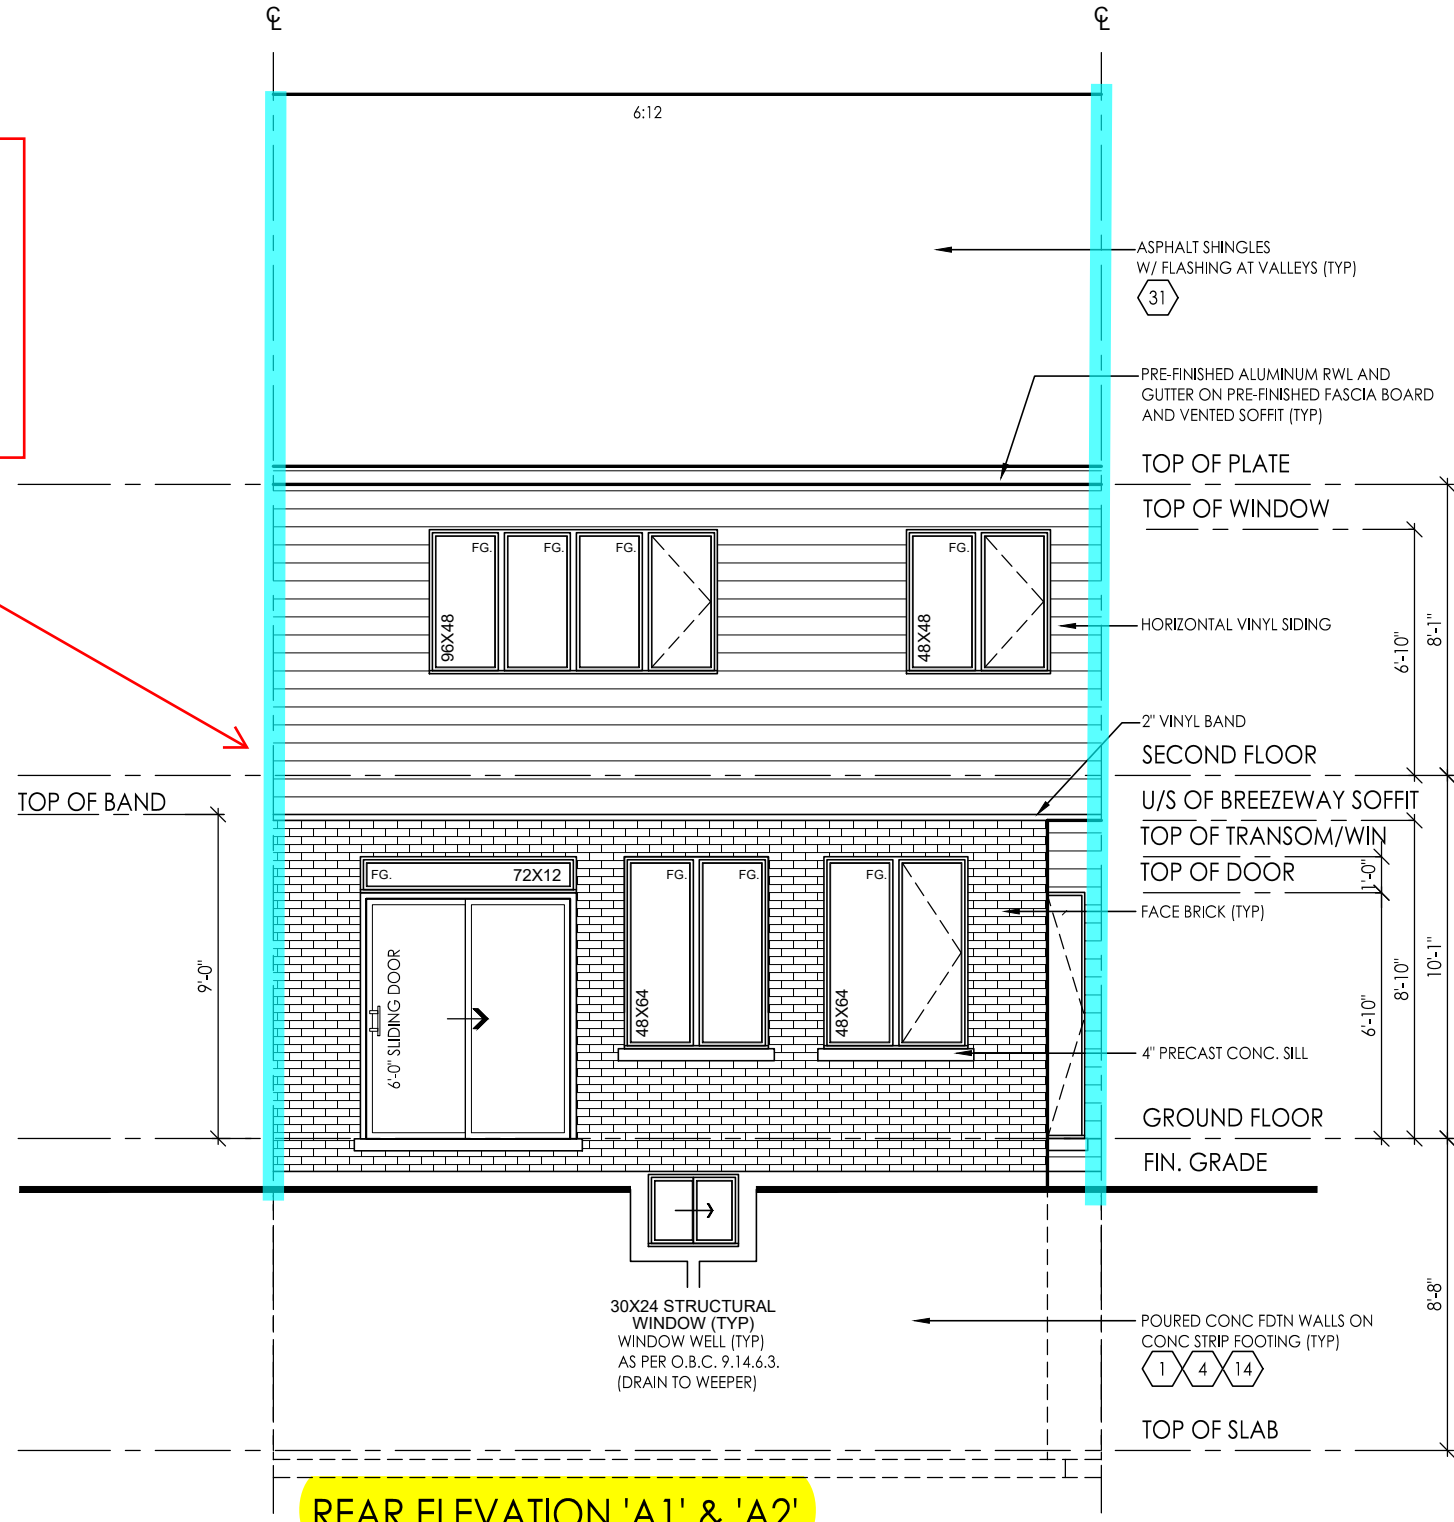 ℄ ℄
6:12
ASPHALT SHINGLES
W/ FLASHING AT VALLEYS (TYP)
31
PRE-FINISHED ALUMINUM RWL AND
GUTTER ON PRE-FINISHED FASCIA BOARD
AND VENTED SOFFIT (TYP)
TOP OF PLATE
TOP OF WINDOW
FG. FG. FG. FG.
96X48 48X48
HORIZONTAL VINYL SIDING
6'-10" 8'-1"
2" VINYL BAND
SECOND FLOOR
TOP OF BAND
U/S OF BREEZEWAY SOFFIT
TOP OF TRANSOM/WIN
TOP OF DOOR
1'-0"
FG. 72X12 FG. FG. FG.
FACE BRICK (TYP)
9'-0"
6'-0" SLIDING DOOR
48X64 48X64
6'-10" 8'-10" 10'-1"
4" PRECAST CONC. SILL
GROUND FLOOR
FIN. GRADE
30X24 STRUCTURAL
WINDOW (TYP)
WINDOW WELL (TYP)
AS PER O.B.C. 9.14.6.3.
(DRAIN TO WEEPER)
8'-8"
POURED CONC FDTN WALLS ON
CONC STRIP FOOTING (TYP)
1 4 14
TOP OF SLAB
REAR ELEVATION 'A1' & 'A2'